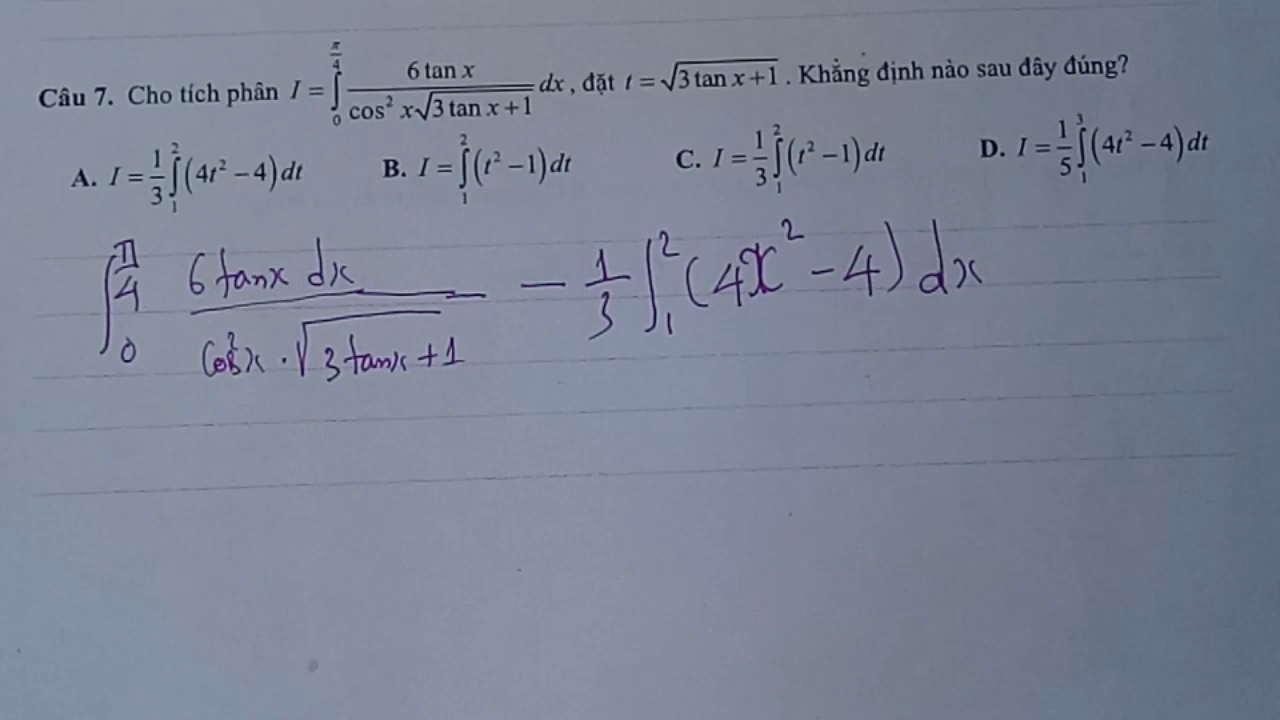 Câu 7. Cho tích phân I = ∫₀^(π/4) 6 tan x / (cos² x√(3 tan x + 1)) dx, đặt t = √(3 tan x + 1). Khẳng định nào sau đây đúng?
A. I = 1/3 ∫₁² (4t² − 4) dt B. I = ∫₁² (t² − 1) dt C. I = 1/3 ∫₁² (t² − 1) dt D. I = 1/5 ∫₁³ (4t² − 4) dt
∫₀^(π/4) 6 tanx dx / (cos²x · √(3 tanx + 1)) − 1/3 ∫₁² (4x² − 4) dx